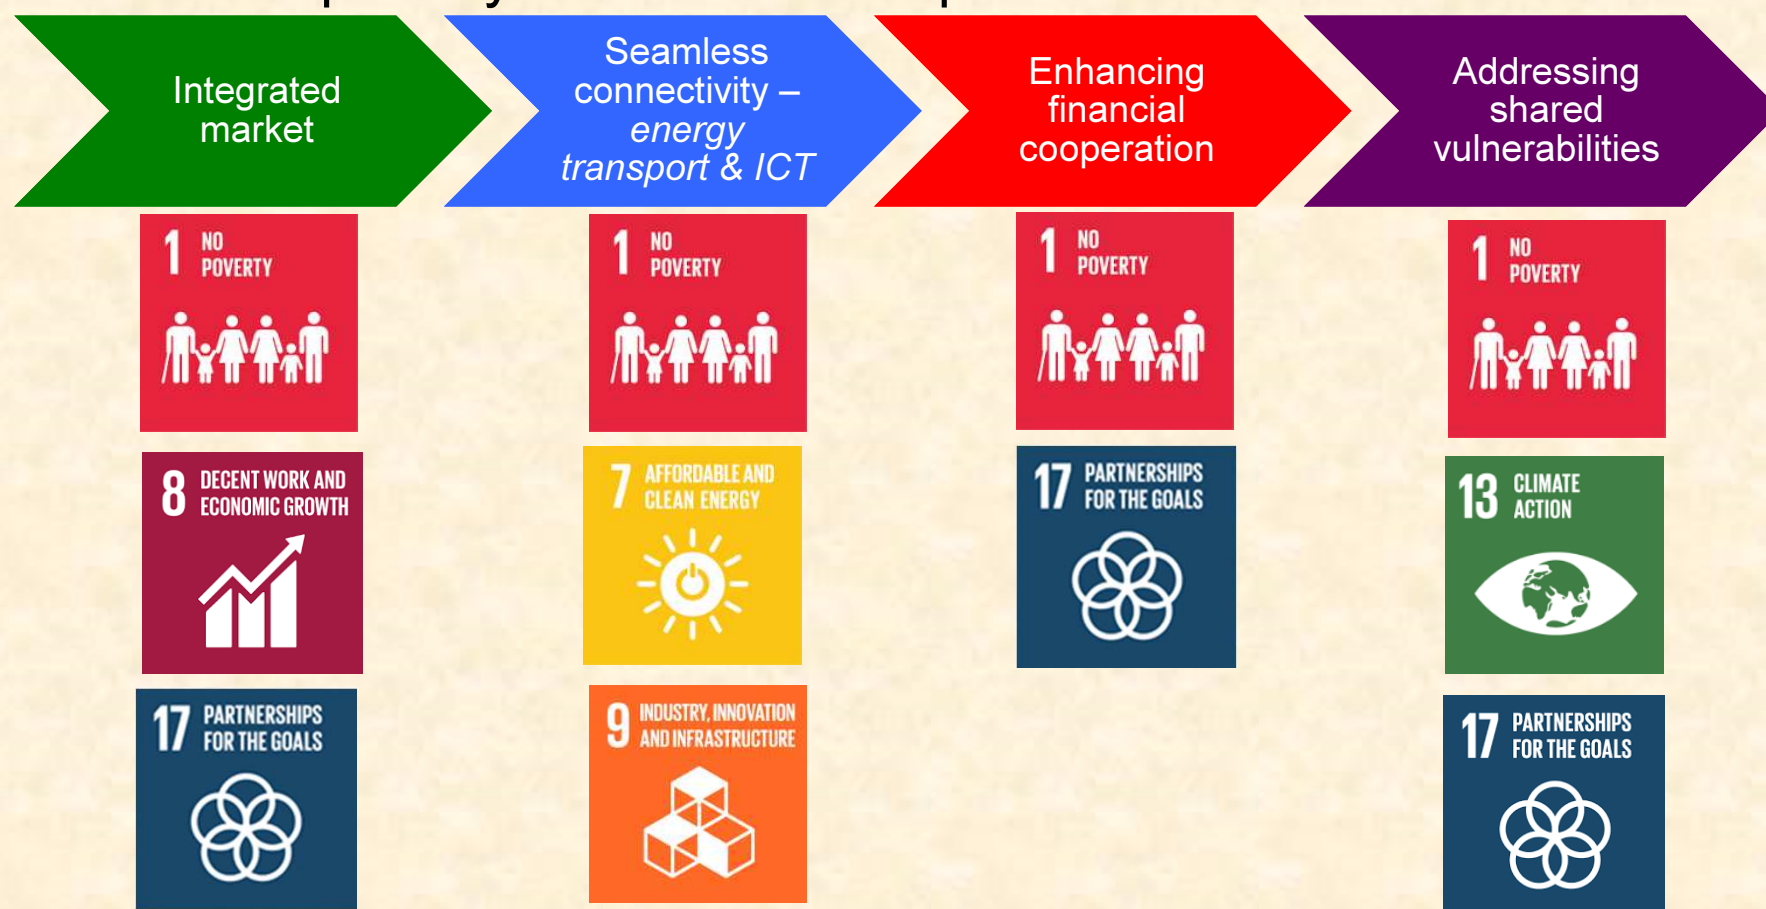 Integrated
market
Seamless
connectivity –
energy
transport & ICT
Enhancing
financial
cooperation
Addressing
shared
vulnerabilities
1 NO
POVERTY
1 NO
POVERTY
1 NO
POVERTY
1 NO
POVERTY
8 DECENT WORK AND
ECONOMIC GROWTH
7 AFFORDABLE AND
CLEAN ENERGY
17 PARTNERSHIPS
FOR THE GOALS
13 CLIMATE
ACTION
17 PARTNERSHIPS
FOR THE GOALS
9 INDUSTRY, INNOVATION
AND INFRASTRUCTURE
17 PARTNERSHIPS
FOR THE GOALS